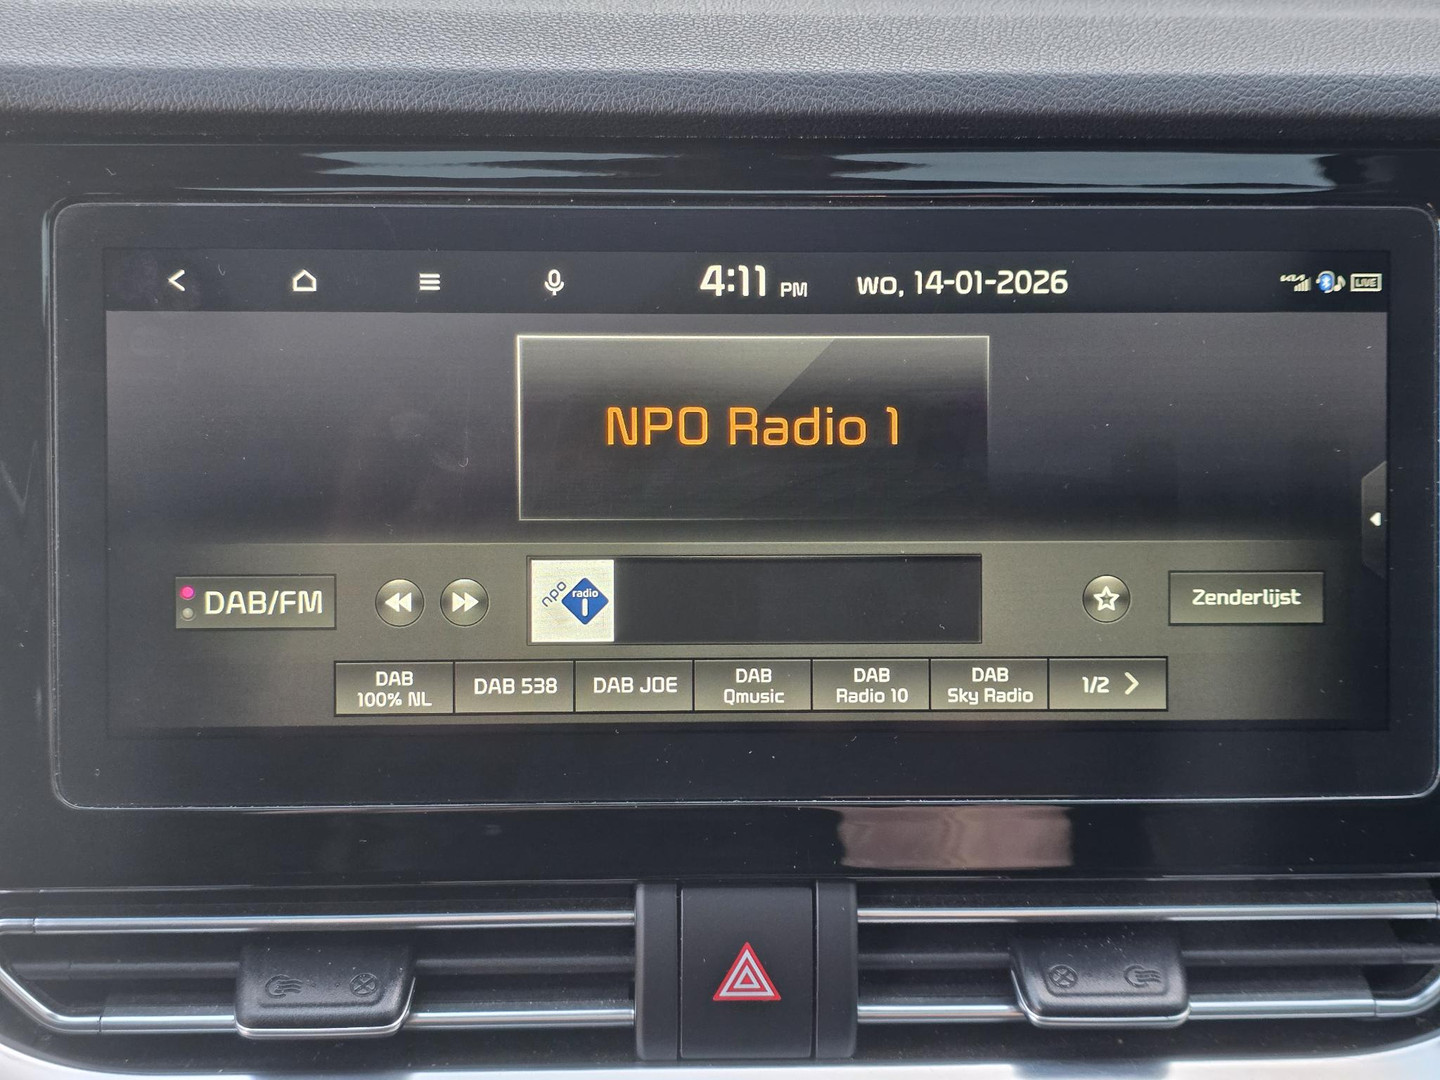 4:11 PM wo, 14-01-2026
LIVE
NPO Radio 1
DAB/FM
npo radio 1
Zenderlijst
DAB
100% NL
DAB 538
DAB JOE
DAB
Qmusic
DAB
Radio 10
DAB
Sky Radio
1/2